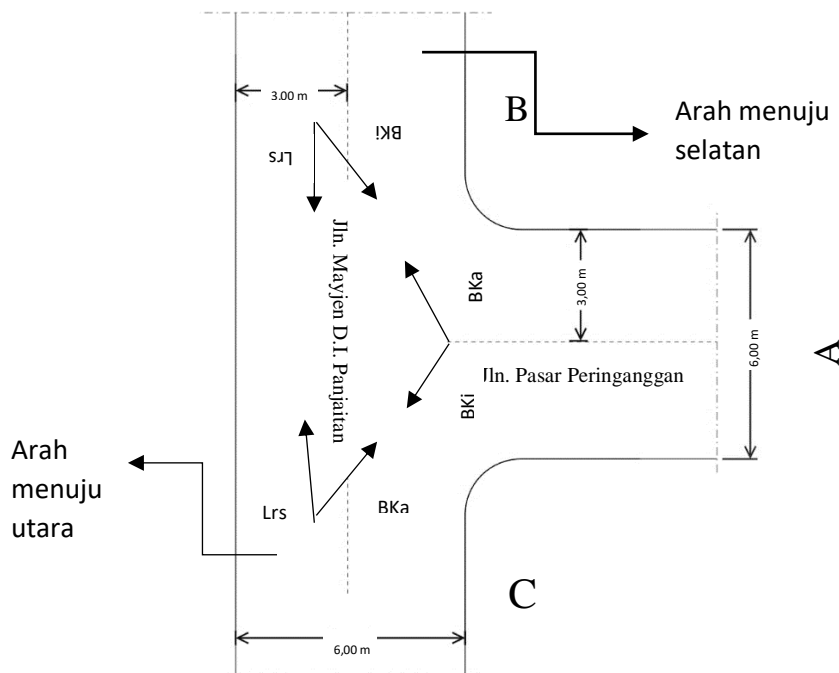 3.00 m
B
Arah menuju
selatan
Lrs
BKi
Jln. Mayjen D.I. Panjaitan
BKa
3,00 m
6,00 m
A
Jln. Pasar Peringanggan
BKi
Arah
menuju
utara
Lrs
BKa
C
6,00 m